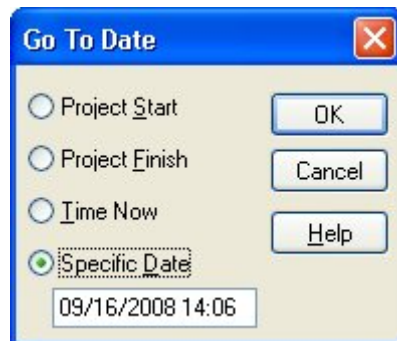 Go To Date
Project Start
OK
Project Finish
Cancel
Time Now
Help
Specific Date
09/16/2008 14:06